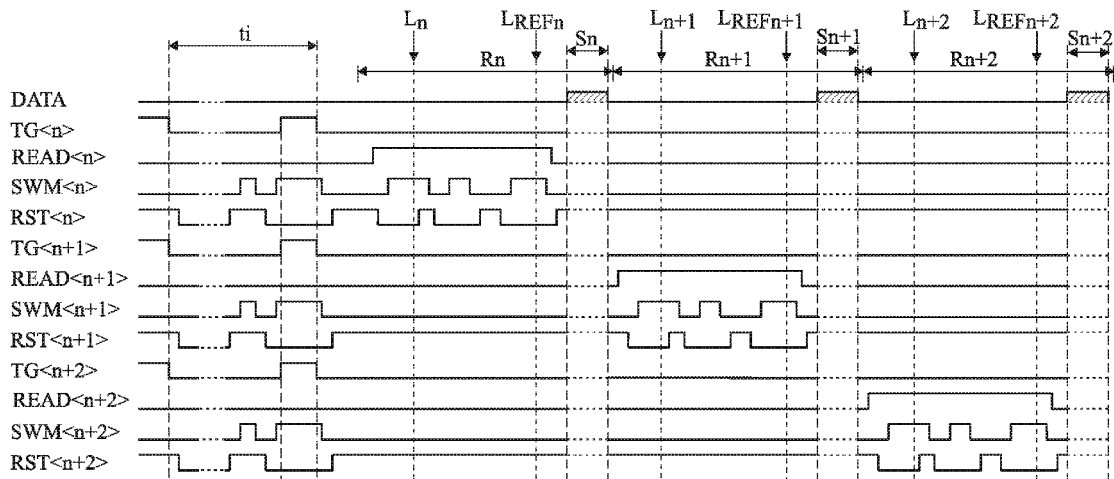 ti Ln LREFn Sn Ln+1 LREFn+1 Sn+1 Ln+2 LREFn+2 Sn+2
Rn Rn+1 Rn+2
DATA
TG<n>
READ<n>
SWM<n>
RST<n>
TG<n+1>
READ<n+1>
SWM<n+1>
RST<n+1>
TG<n+2>
READ<n+2>
SWM<n+2>
RST<n+2>